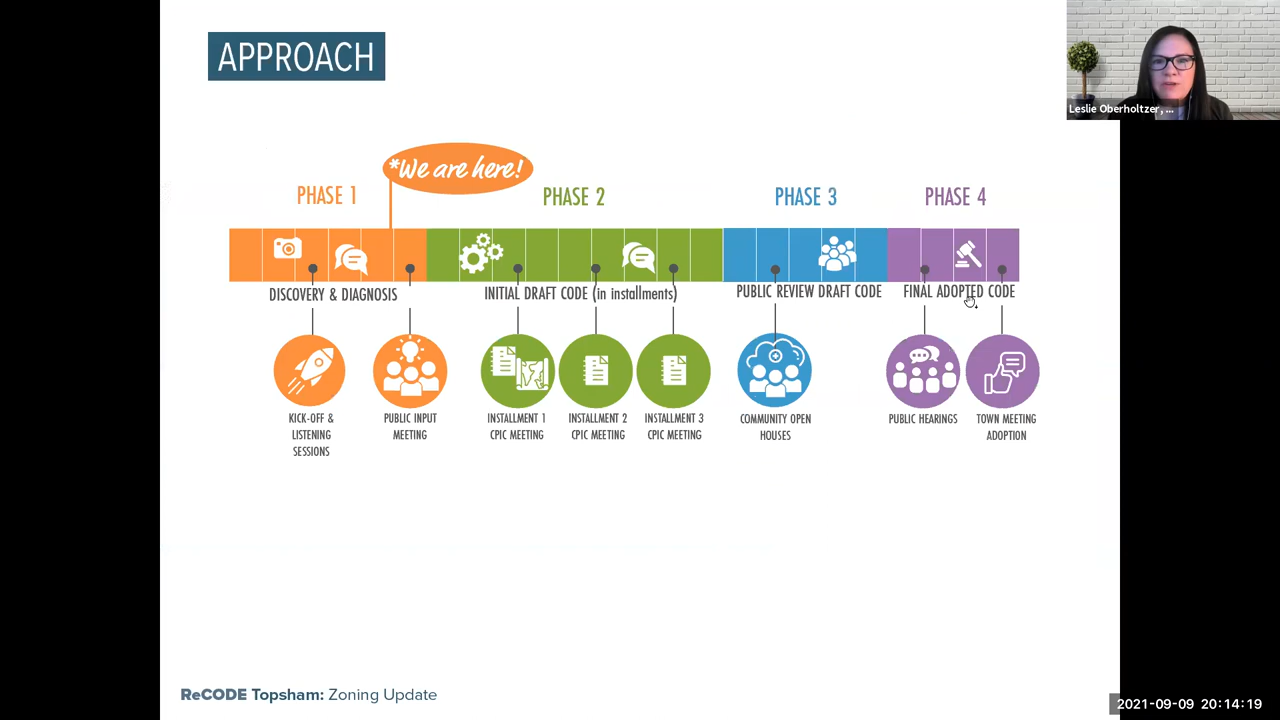 APPROACH
Leslie Oberholtzer, ...
*We are here!
PHASE 1
PHASE 2
PHASE 3
PHASE 4
DISCOVERY & DIAGNOSIS
INITIAL DRAFT CODE (in installments)
PUBLIC REVIEW DRAFT CODE
FINAL ADOPTED CODE
KICK-OFF &
LISTENING
SESSIONS
PUBLIC INPUT
MEETING
INSTALLMENT 1
CPIC MEETING
INSTALLMENT 2
CPIC MEETING
INSTALLMENT 3
CPIC MEETING
COMMUNITY OPEN
HOUSES
PUBLIC HEARINGS
TOWN MEETING
ADOPTION
ReCODE Topsham: Zoning Update
2021-09-09 20:14:19